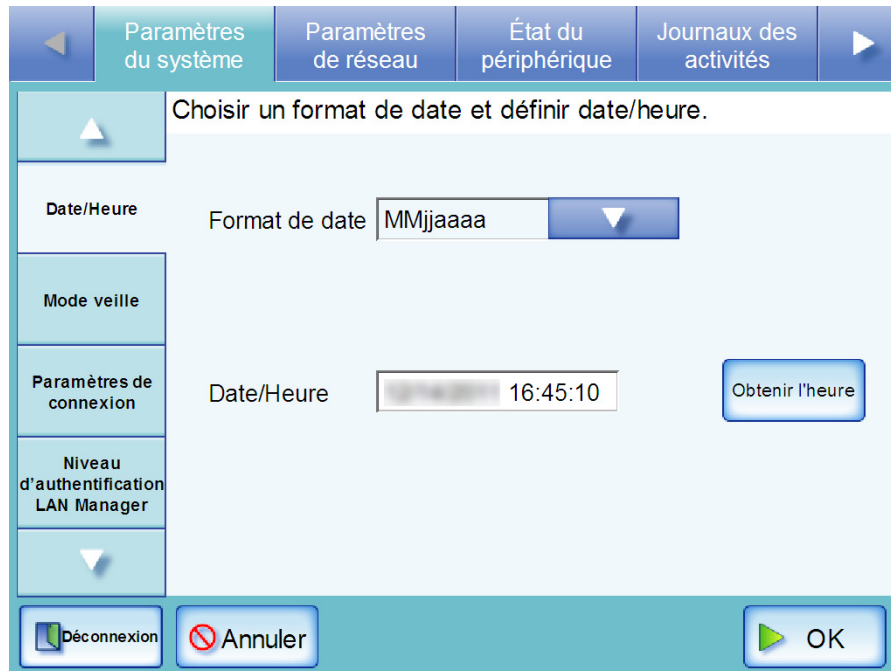 Paramètres
du système
Paramètres
de réseau
État du
périphérique
Journaux des
activités
Choisir un format de date et définir date/heure.
Date/Heure
Format de date MMjjaaaa
Mode veille
Paramètres de
connexion
Date/Heure 16:45:10
Obtenir l'heure
Niveau
d'authentification
LAN Manager
Déconnexion
Annuler
OK